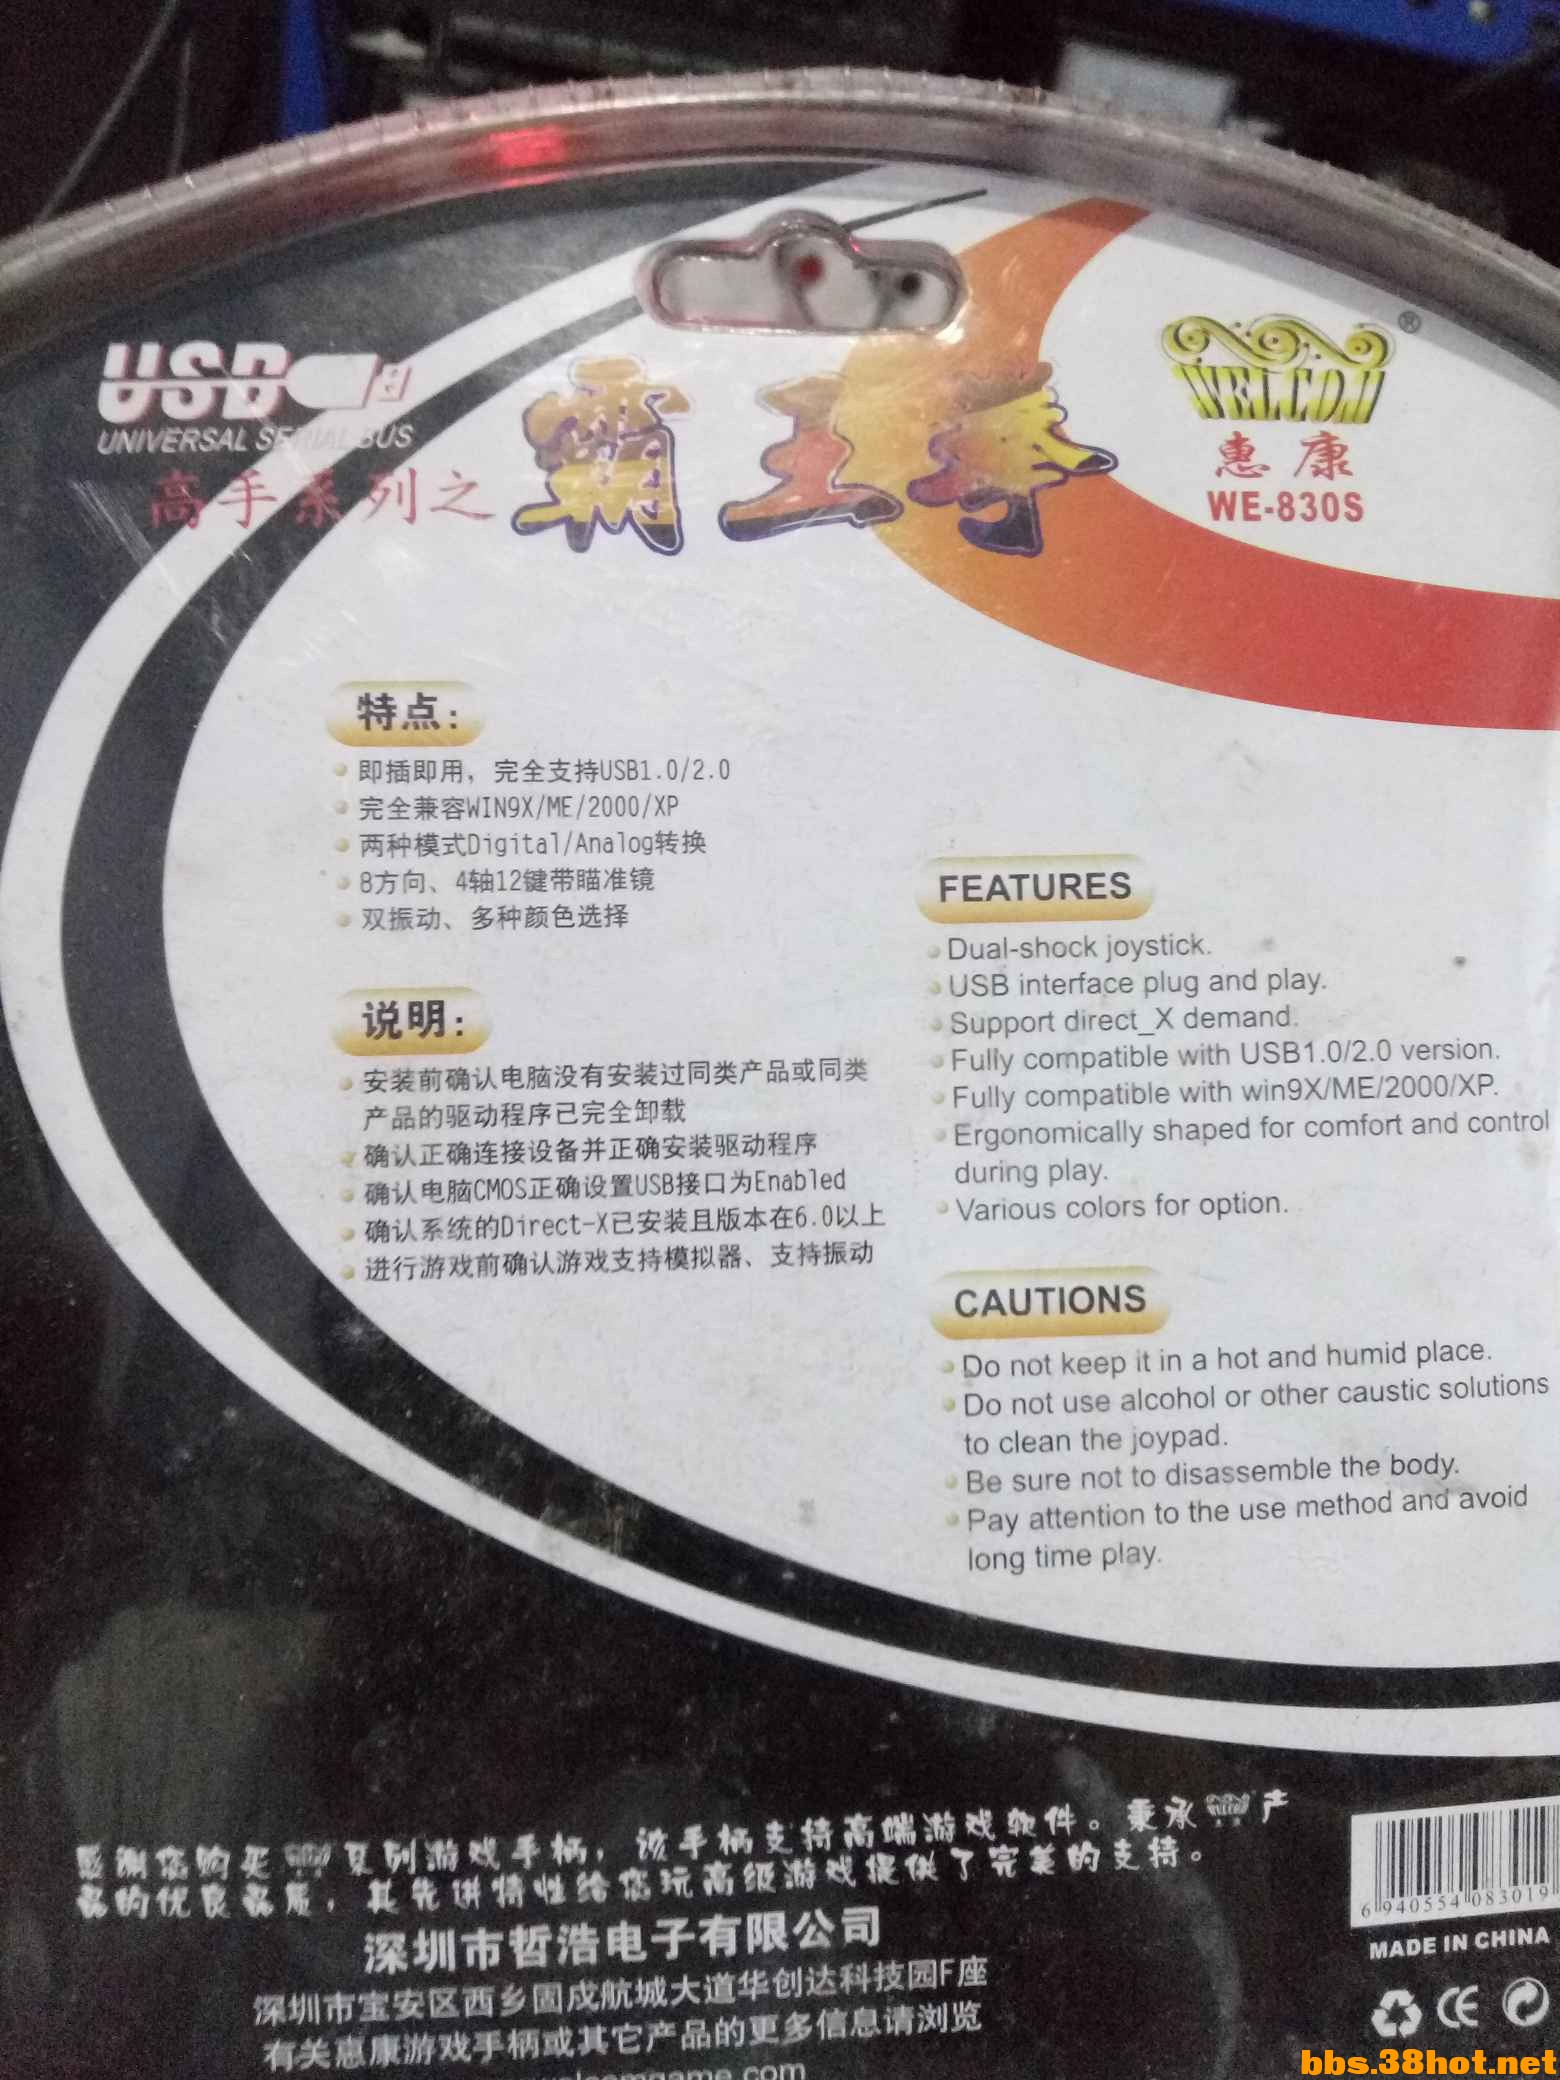 USB
UNIVERSAL SERIAL BUS
高手系列之
霸王拳
WELCOM
®
惠康
WE-830S
特点:
即插即用，完全支持USB1.0/2.0
完全兼容WIN9X/ME/2000/XP
两种模式Digital/Analog转换
8方向、4轴12键带瞄准镜
双振动、多种颜色选择
说明:
安装前确认电脑没有安装过同类产品或同类
产品的驱动程序已完全卸载
确认正确连接设备并正确安装驱动程序
确认电脑CMOS正确设置USB接口为Enabled
确认系统的Direct-X已安装且版本在6.0以上
进行游戏前确认游戏支持模拟器、支持振动
FEATURES
Dual-shock joystick.
USB interface plug and play.
Support direct_X demand.
Fully compatible with USB1.0/2.0 version.
Fully compatible with win9X/ME/2000/XP.
Ergonomically shaped for comfort and control
during play.
Various colors for option.
CAUTIONS
Do not keep it in a hot and humid place.
Do not use alcohol or other caustic solutions
to clean the joypad.
Be sure not to disassemble the body.
Pay attention to the use method and avoid
long time play.
感谢您购买 系列游戏手柄，该手柄支持高端游戏软件。秉承 产
品的优良品质，其先进特性给您玩高级游戏提供了完美的支持。
深圳市哲浩电子有限公司
深圳市宝安区西乡固戍航城大道华创达科技园F座
有关惠康游戏手柄或其它产品的更多信息请浏览
6 940554 083019
MADE IN CHINA
CE
bbs.38hot.net